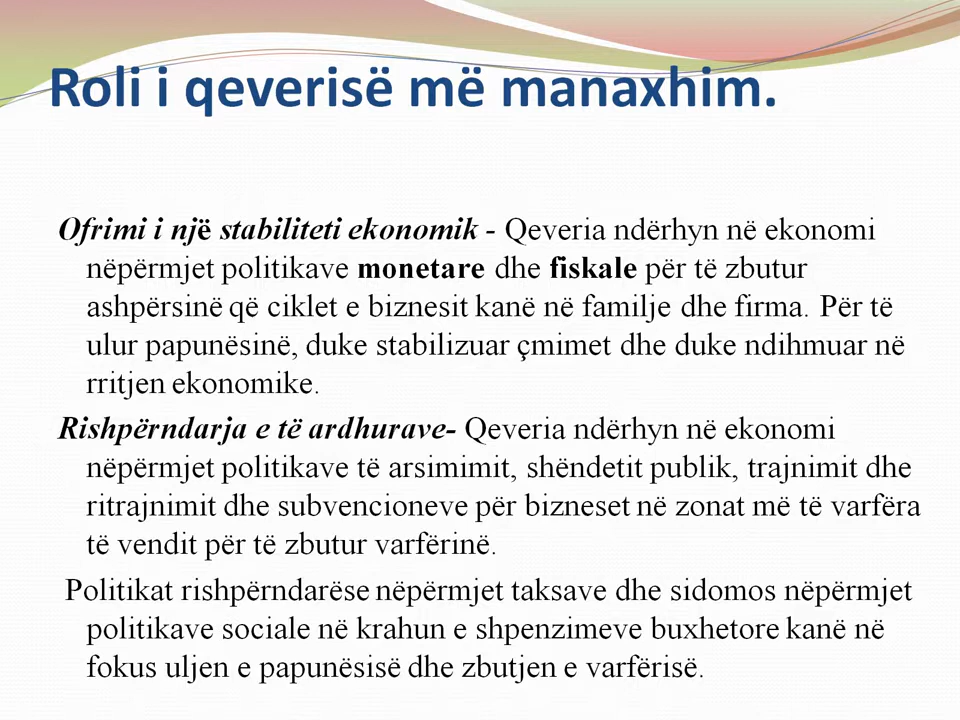 Roli i qeverisë më manaxhim.
Ofrimi i një stabiliteti ekonomik - Qeveria ndërhyn në ekonomi
nëpërmjet politikave monetare dhe fiskale për të zbutur
ashpërsinë që ciklet e biznesit kanë në familje dhe firma. Për të
ulur papunësinë, duke stabilizuar çmimet dhe duke ndihmuar në
rritjen ekonomike.
Rishpërndarja e të ardhurave- Qeveria ndërhyn në ekonomi
nëpërmjet politikave të arsimimit, shëndetit publik, trajnimit dhe
ritrajnimit dhe subvencioneve për bizneset në zonat më të varfëra
të vendit për të zbutur varfërinë.
Politikat rishpërndarëse nëpërmjet taksave dhe sidomos nëpërmjet
politikave sociale në krahun e shpenzimeve buxhetore kanë në
fokus uljen e papunësisë dhe zbutjen e varfërisë.